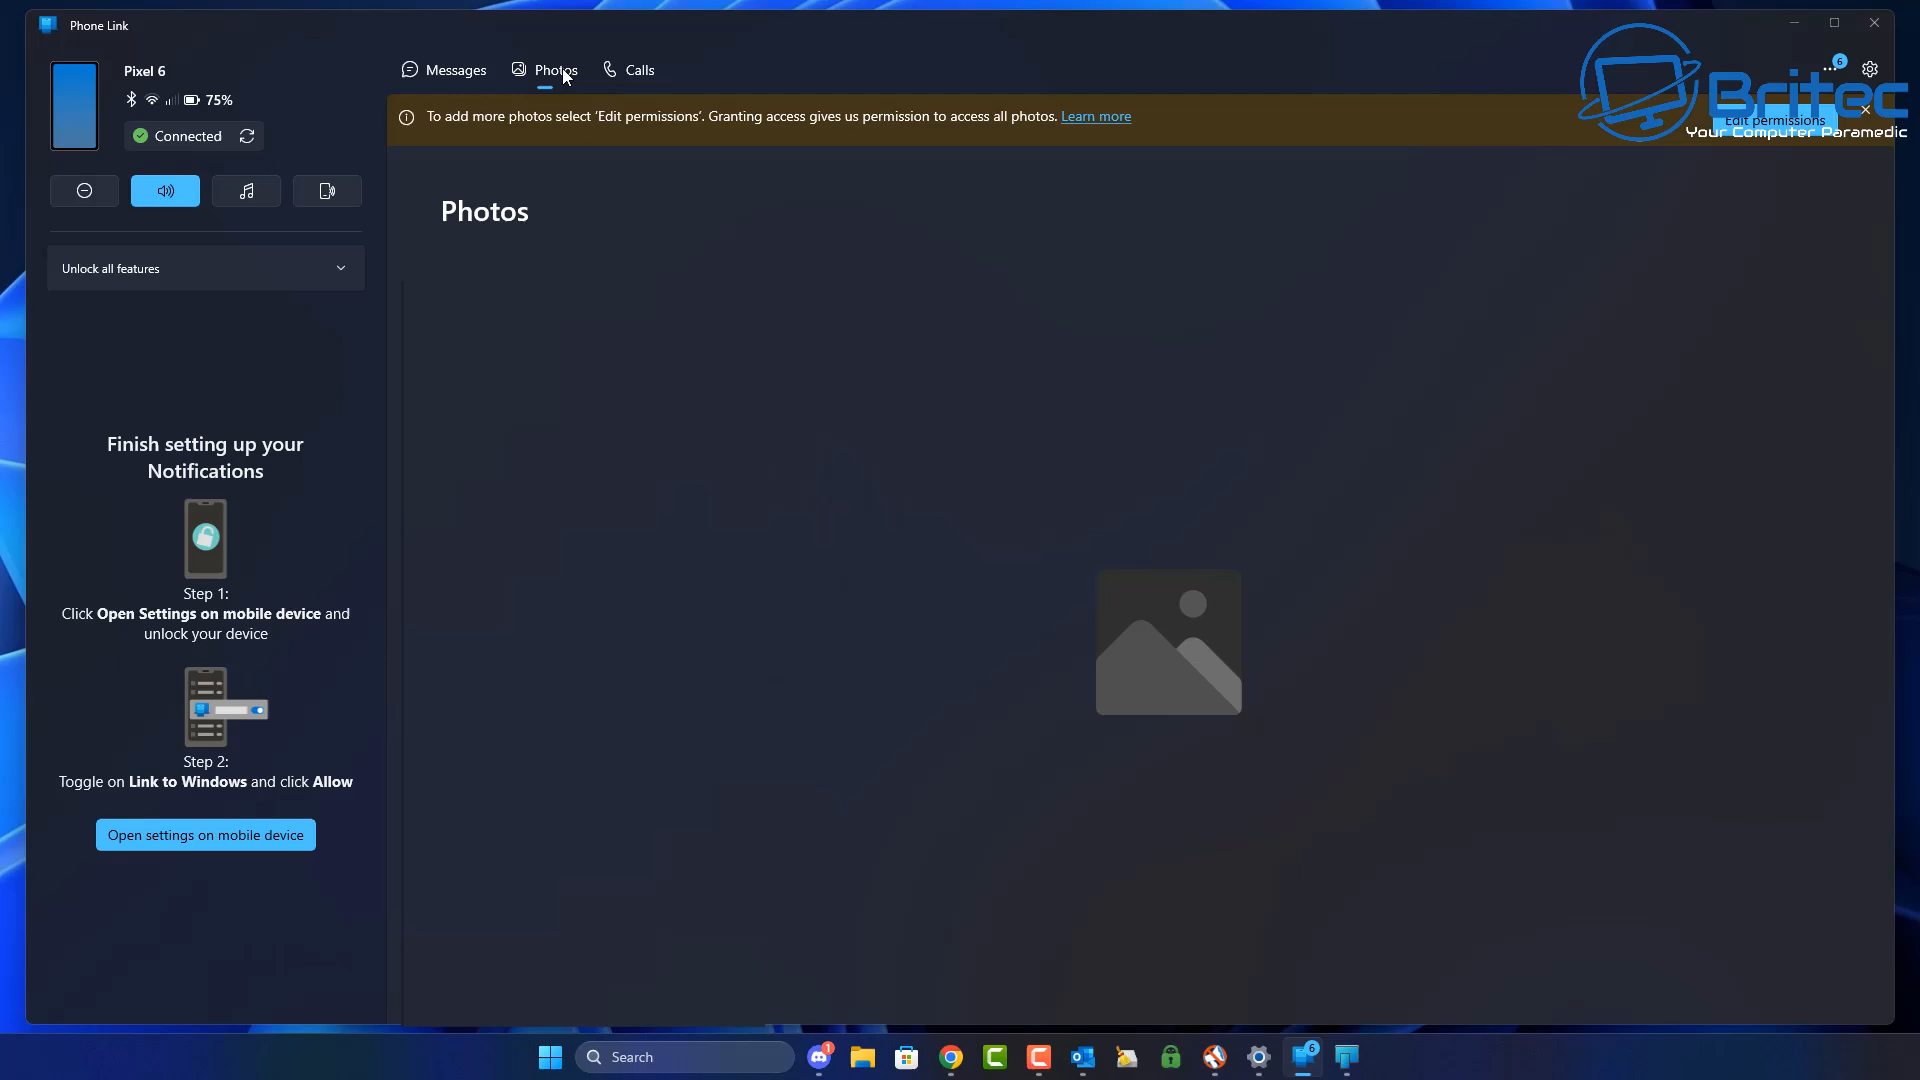 Phone Link
Pixel 6
75%
Connected
Unlock all features
Finish setting up your
Notifications
Step 1:
Click Open Settings on mobile device and
unlock your device
Step 2:
Toggle on Link to Windows and click Allow
Open settings on mobile device
Messages
Photos
Calls
6
To add more photos select ‘Edit permissions’. Granting access gives us permission to access all photos. Learn more
Edit permissions
Britec
Your Computer Paramedic
Photos
Search
1
6